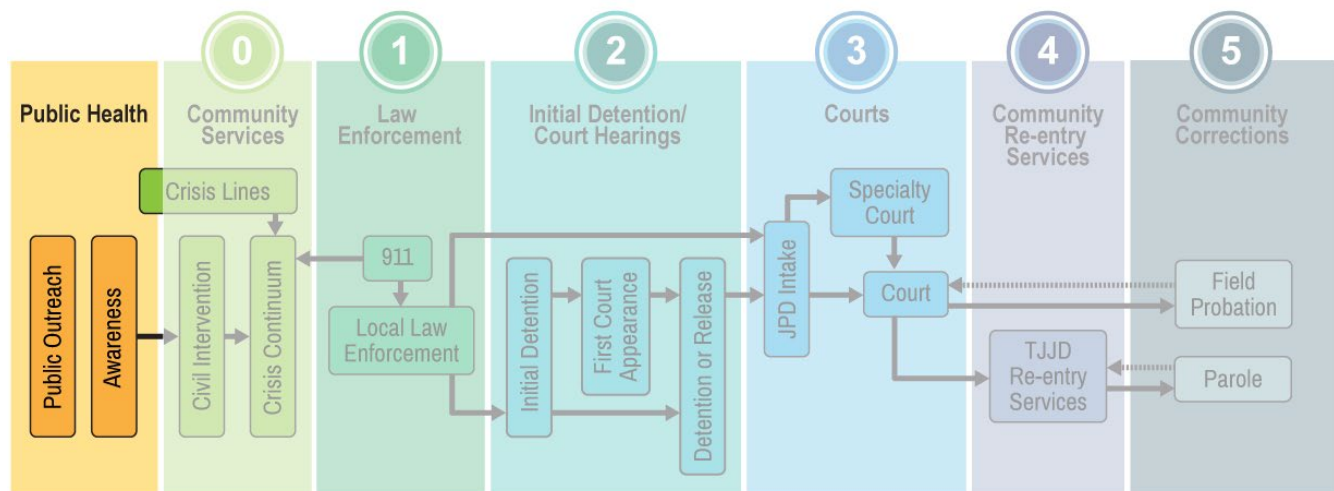 0
1
2
3
4
5
Public Health
Community
Services
Law
Enforcement
Initial Detention/
Court Hearings
Courts
Community
Re-entry
Services
Community
Corrections
Crisis Lines
Public Outreach
Awareness
Civil Intervention
Crisis Continuum
911
Local Law
Enforcement
Initial Detention
First Court
Appearance
Detention or Release
JPD Intake
Specialty
Court
Court
TJJD
Re-entry
Services
Field
Probation
Parole